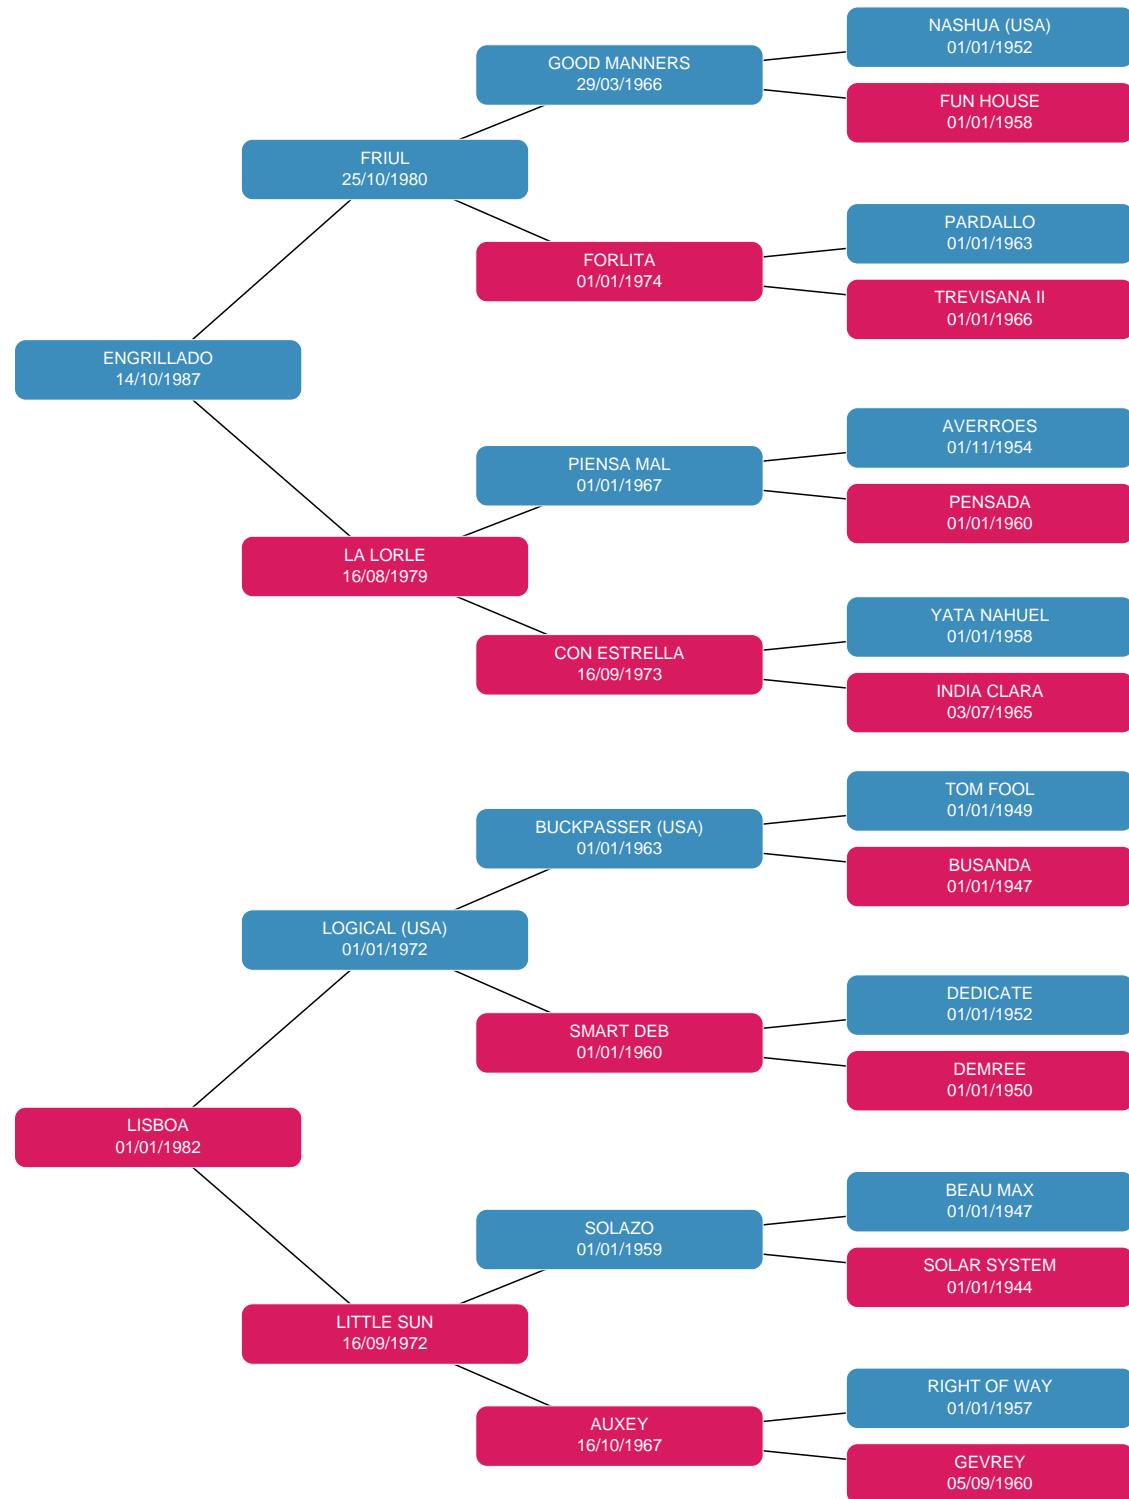 NASHUA (USA)
01/01/1952
GOOD MANNERS
29/03/1966
FUN HOUSE
01/01/1958
FRIUL
25/10/1980
PARDALLO
01/01/1963
FORLITA
01/01/1974
TREVISANA II
01/01/1966
ENGRILLADO
14/10/1987
AVERROES
01/11/1954
PIENSA MAL
01/01/1967
PENSADA
01/01/1960
LA LORLE
16/08/1979
YATA NAHUEL
01/01/1958
CON ESTRELLA
16/09/1973
INDIA CLARA
03/07/1965
TOM FOOL
01/01/1949
BUCKPASSER (USA)
01/01/1963
BUSANDA
01/01/1947
LOGICAL (USA)
01/01/1972
DEDICATE
01/01/1952
SMART DEB
01/01/1960
DEMREE
01/01/1950
LISBOA
01/01/1982
BEAU MAX
01/01/1947
SOLAZO
01/01/1959
SOLAR SYSTEM
01/01/1944
LITTLE SUN
16/09/1972
RIGHT OF WAY
01/01/1957
AUXEY
16/10/1967
GEVREY
05/09/1960